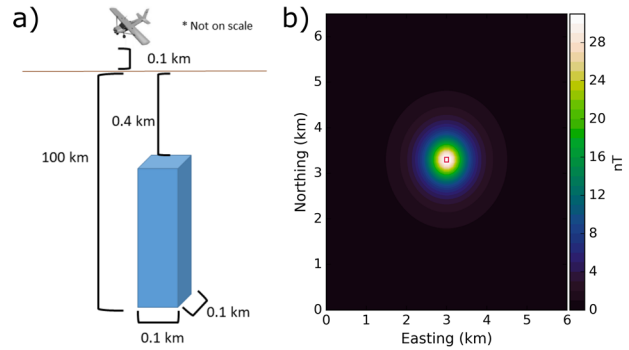 a)
* Not on scale
0.1 km
0.4 km
100 km
0.1 km
0.1 km
b)
Northing (km)
6
5
4
3
2
1
0
0 1 2 3 4 5 6
Easting (km)
28
24
20
16
12
8
4
0
nT